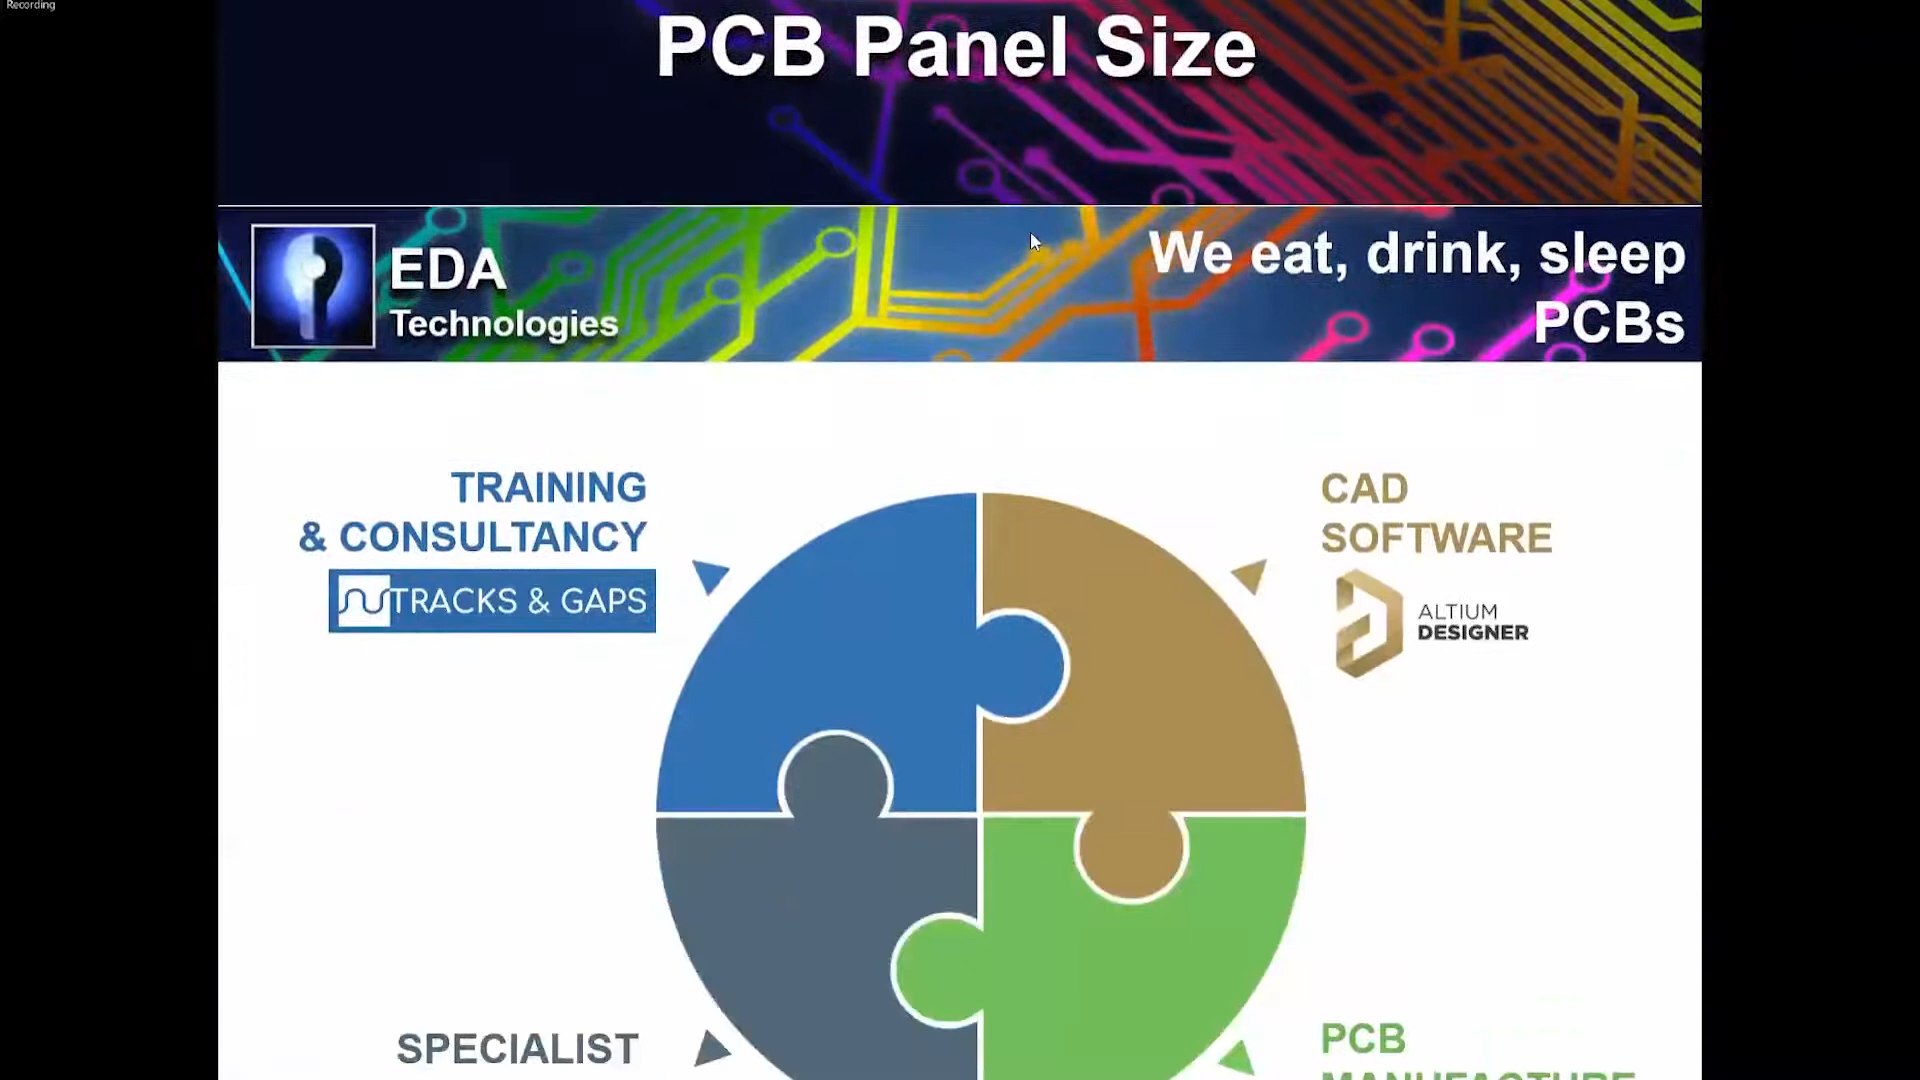 Recording
PCB Panel Size
EDA
Technologies
We eat, drink, sleep
PCBs
TRAINING
& CONSULTANCY
TRACKS & GAPS
CAD
SOFTWARE
ALTIUM
DESIGNER
SPECIALIST
PCB
MANUFACTURE